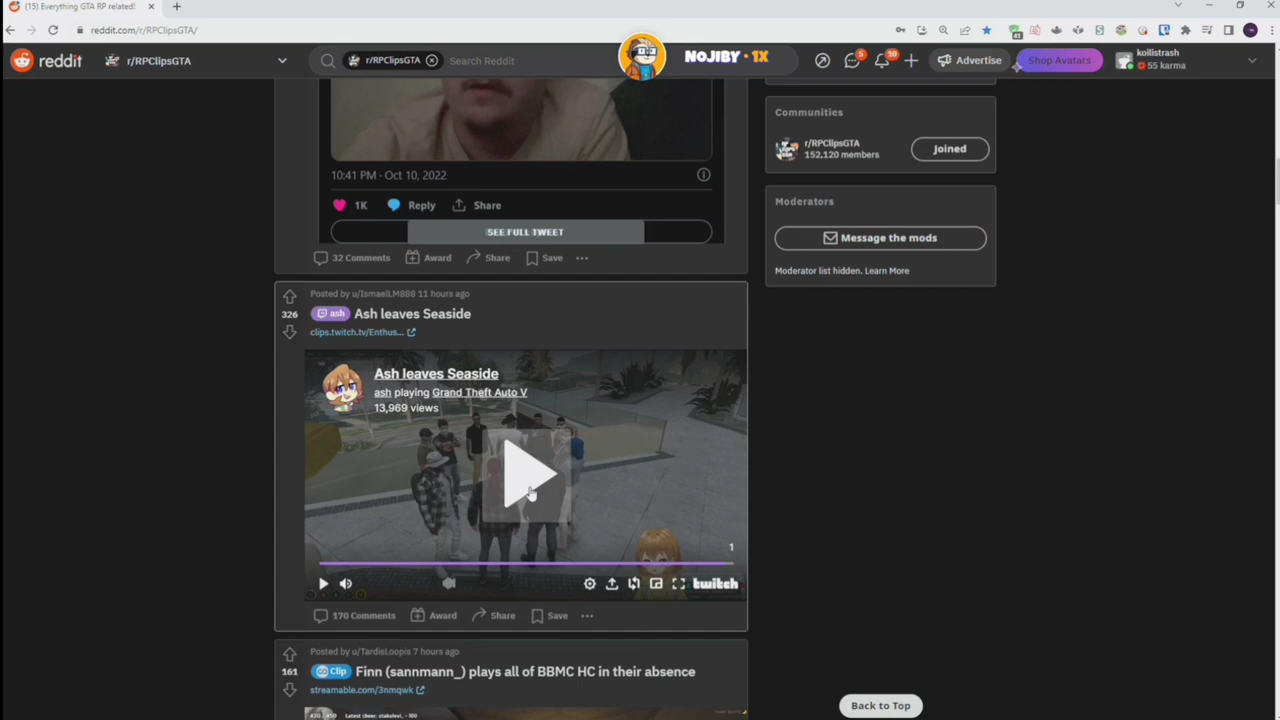 (15) Everything GTA RP related!
reddit.com/r/RPClipsGTA/
41
reddit
r/RPClipsGTA
r/RPClipsGTA
Search Reddit
NOJIBY · 1X
5
10
Advertise
Shop Avatars
koilistrash
55 karma
Communities
r/RPClipsGTA
152,120 members
Joined
10:41 PM · Oct 10, 2022
1K
Reply
Share
SEE FULL TWEET
32 Comments
Award
Share
Save
Moderators
Message the mods
Moderator list hidden. Learn More
Posted by u/IsmaelLM888 11 hours ago
326
ash
Ash leaves Seaside
clips.twitch.tv/Enthus...
Ash leaves Seaside
ash playing Grand Theft Auto V
13,969 views
1
twitch
170 Comments
Award
Share
Save
Posted by u/TardisLoopis 7 hours ago
161
Clip
Finn (sannmann_) plays all of BBMC HC in their absence
streamable.com/3nmqwk
Back to Top